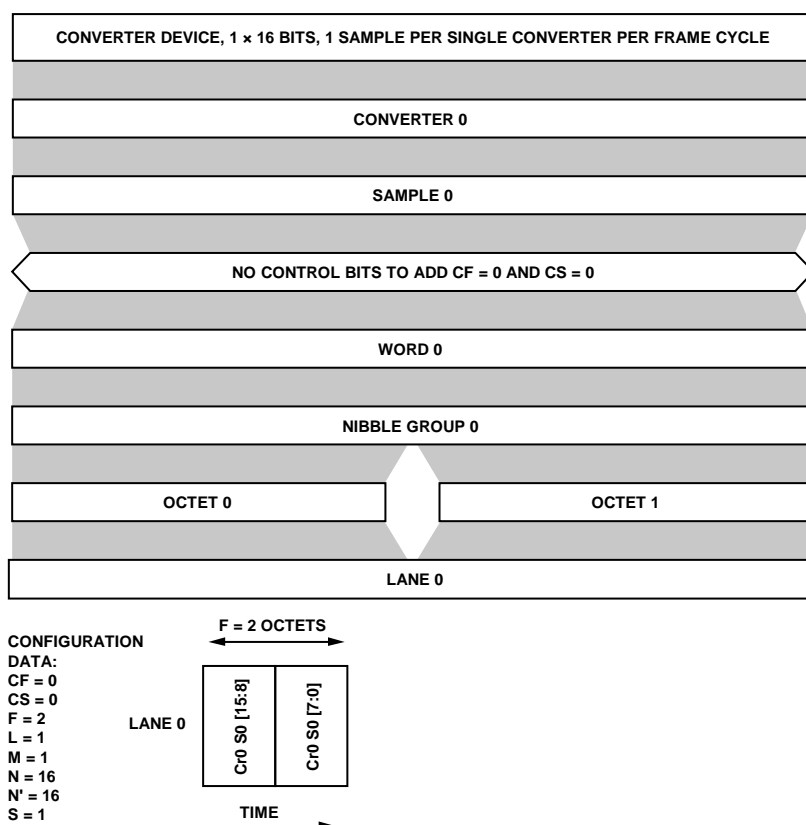 CONVERTER DEVICE, 1 × 16 BITS, 1 SAMPLE PER SINGLE CONVERTER PER FRAME CYCLE
CONVERTER 0
SAMPLE 0
NO CONTROL BITS TO ADD CF = 0 AND CS = 0
WORD 0
NIBBLE GROUP 0
OCTET 0
OCTET 1
LANE 0
CONFIGURATION
DATA:
CF = 0
CS = 0
F = 2
L = 1
M = 1
N = 16
N' = 16
S = 1
F = 2 OCTETS
LANE 0
Cr0 S0 [15:8]
Cr0 S0 [7:0]
TIME